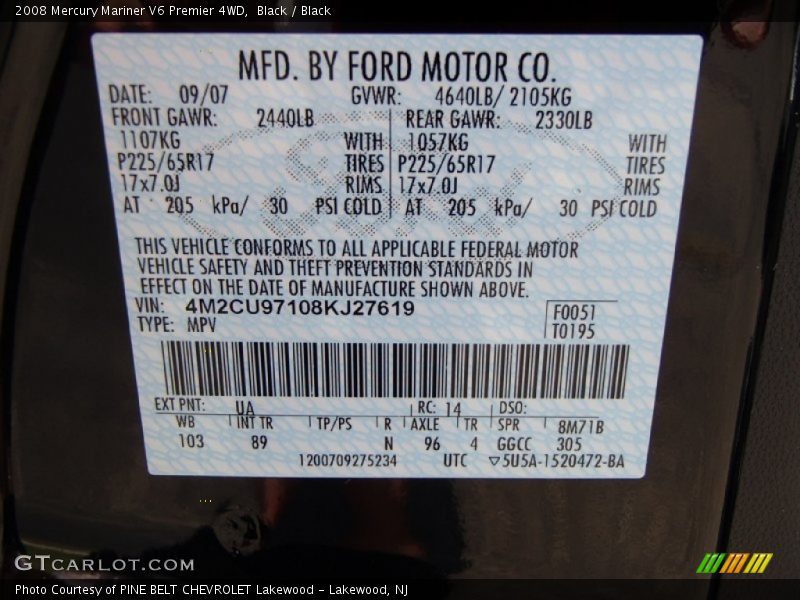 2008 Mercury Mariner V6 Premier 4WD,  Black / Black
MFD. BY FORD MOTOR CO.
DATE: 09/07 GVWR: 4640LB/ 2105KG
FRONT GAWR: 2440LB REAR GAWR: 2330LB
1107KG WITH 1057KG WITH
P225/65R17 TIRES P225/65R17 TIRES
17x7.0J RIMS 17x7.0J RIMS
AT 205 kPa/ 30 PSI COLD AT 205 kPa/ 30 PSI COLD
THIS VEHICLE CONFORMS TO ALL APPLICABLE FEDERAL MOTOR
VEHICLE SAFETY AND THEFT PREVENTION STANDARDS IN
EFFECT ON THE DATE OF MANUFACTURE SHOWN ABOVE.
VIN: 4M2CU97108KJ27619 F0051
TYPE: MPV T0195
EXT PNT: UA RC: 14 DSO:
WB INT TR TP/PS R AXLE TR SPR 8M71B
103 89 N 96 4 GGCC 305
1200709275234 UTC ▽5U5A-1520472-BA
GTCARLOT.COM
Photo Courtesy of PINE BELT CHEVROLET Lakewood - Lakewood, NJ